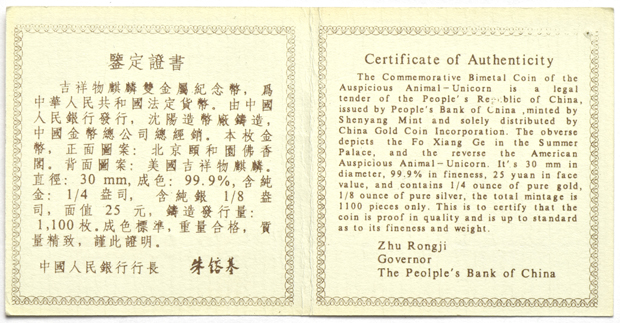 鑒定證書
吉祥物麒麟雙金屬紀念幣，爲
中華人民共和國法定貨幣。由中國
人民銀行發行，沈陽造幣廠鑄造，
中國金幣總公司總經銷。本枚金
幣，正面圖案：北京頤和園佛香
閣。背面圖案：美國吉祥物麒麟。
直徑：30 mm，成色：99.9%，含純
金：1/4 盎司，含純銀 1/8 盎
司，面值 25 元，鑄造發行量：
1,100枚。成色標準，重量合格，質
量精致，謹此證明。
中國人民銀行行長 朱鎔基
Certificate of Authenticity
The Commemorative Bimetal Coin of the
Auspicious Animal-Unicorn is a legal
tender of the People's Republic of China,
issued by People's Bank of China ,minted by
Shenyang Mint and solely distributed by
China Gold Coin Incorporation. The obverse
depicts the Fo Xiang Ge in the Summer
Palace, and the reverse the American
Auspicious Animal-Unicorn. It's a 30 mm in
diameter, 99.9% in fineness, 25 yuan in face
value, and contains 1/4 ounce of pure gold,
1/8 ounce of pure silver, the total mintage is
1100 pieces only. This is to certify that the
coin is proof in quality and is up to standard
as to its fineness and weight.
Zhu Rongji
Governor
The Peolple's Bank of China